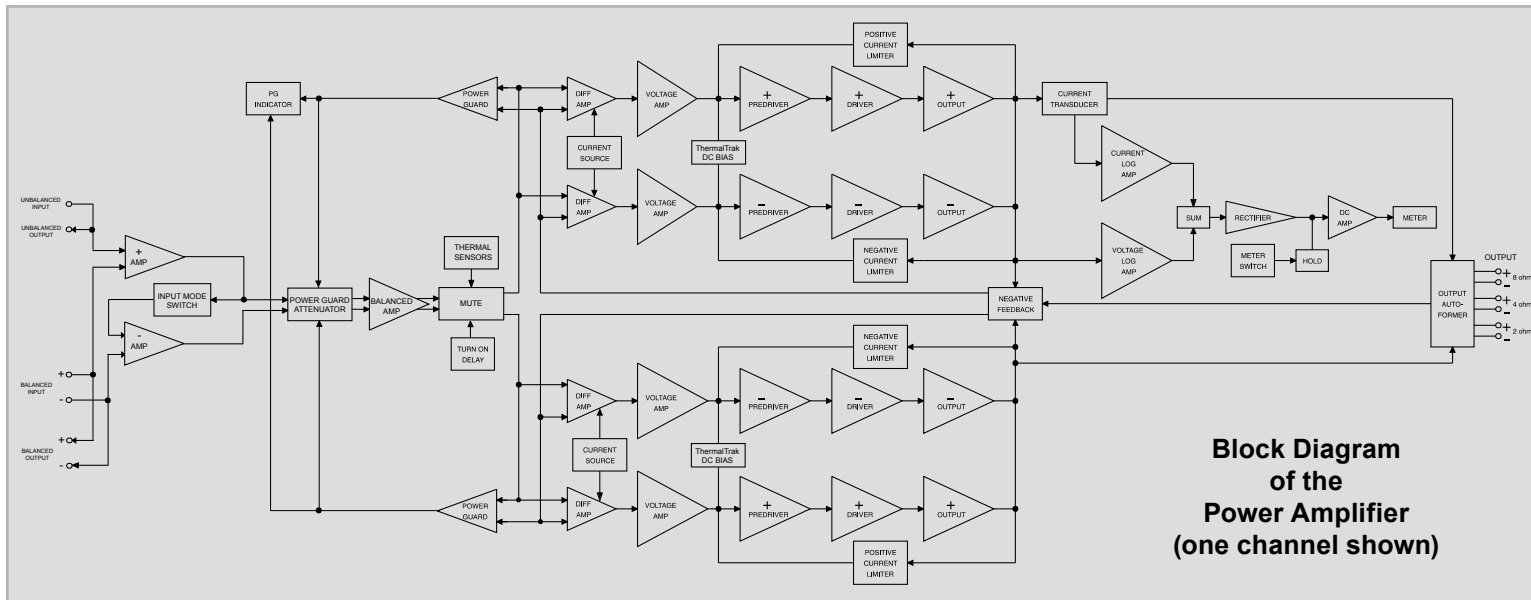 POSITIVE
CURRENT
LIMITER
PG
INDICATOR
POWER
GUARD
DIFF
AMP
VOLTAGE
AMP
+
PREDRIVER
+
DRIVER
+
OUTPUT
CURRENT
TRANSDUCER
CURRENT
SOURCE
ThermalTrak
DC BIAS
CURRENT
LOG
AMP
DIFF
AMP
VOLTAGE
AMP
−
PREDRIVER
−
DRIVER
−
OUTPUT
UNBALANCED
INPUT
UNBALANCED
OUTPUT
SUM
RECTIFIER
DC
AMP
METER
+
AMP
THERMAL
SENSORS
NEGATIVE
CURRENT
LIMITER
VOLTAGE
LOG
AMP
METER
SWITCH
HOLD
INPUT MODE
SWITCH
POWER GUARD
ATTENUATOR
BALANCED
AMP
MUTE
NEGATIVE
FEEDBACK
OUTPUT
AUTO-
FORMER
OUTPUT
+
− 8 ohm
+
− 4 ohm
+
− 2 ohm
−
AMP
TURN ON
DELAY
NEGATIVE
CURRENT
LIMITER
BALANCED
INPUT
+
-
DIFF
AMP
VOLTAGE
AMP
−
PREDRIVER
−
DRIVER
−
OUTPUT
BALANCED
OUTPUT
+
-
CURRENT
SOURCE
ThermalTrak
DC BIAS
POWER
GUARD
DIFF
AMP
VOLTAGE
AMP
+
PREDRIVER
+
DRIVER
+
OUTPUT
POSITIVE
CURRENT
LIMITER
Block Diagram
of the
Power Amplifier
(one channel shown)